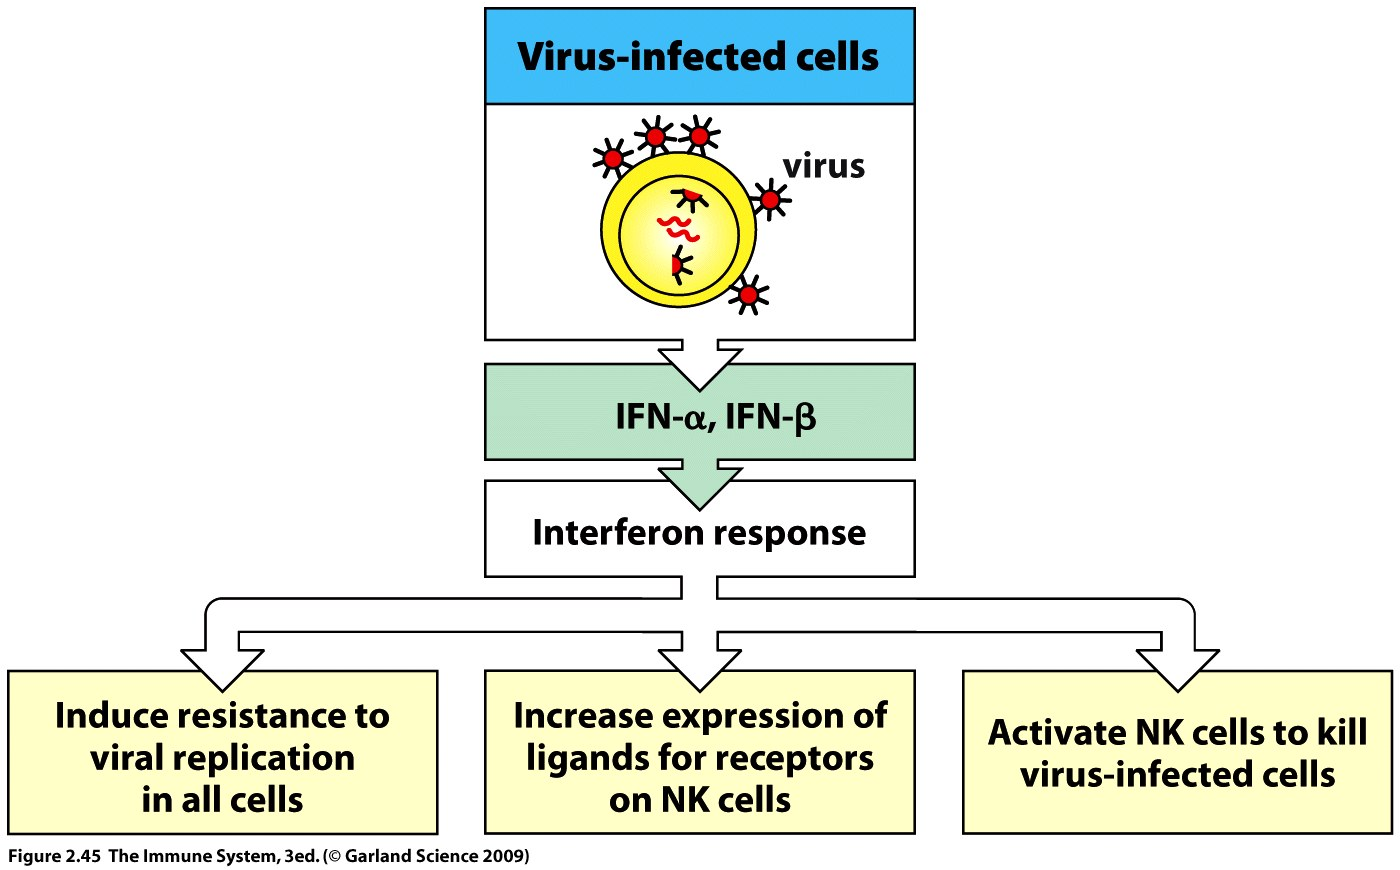 Virus-infected cells
virus
IFN-α, IFN-β
Interferon response
Induce resistance to
viral replication
in all cells
Increase expression of
ligands for receptors
on NK cells
Activate NK cells to kill
virus-infected cells
Figure 2.45 The Immune System, 3ed. (© Garland Science 2009)